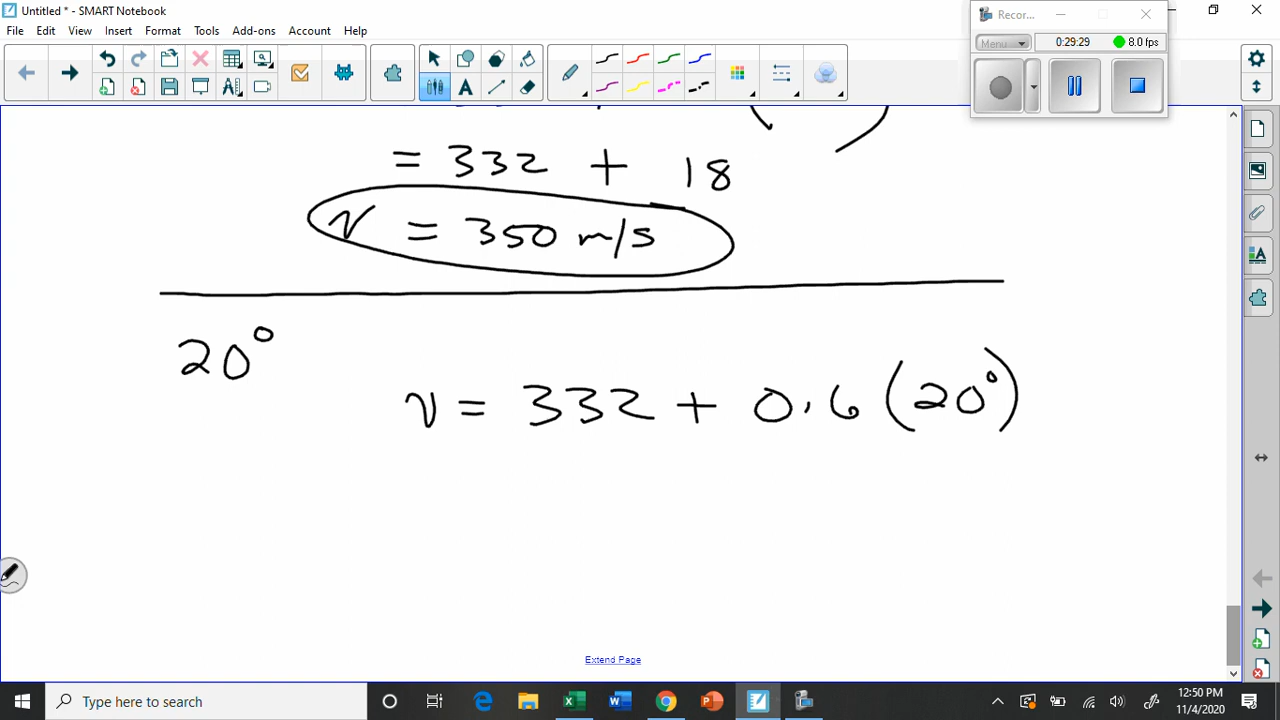 Untitled * - SMART Notebook
Recor...
File Edit View Insert Format Tools Add-ons Account Help
Menu 0:29:29 8.0 fps
= 332 + 18
v = 350 m/s
20°
v = 332 + 0.6 (20°)
Extend Page
Type here to search
12:50 PM
11/4/2020